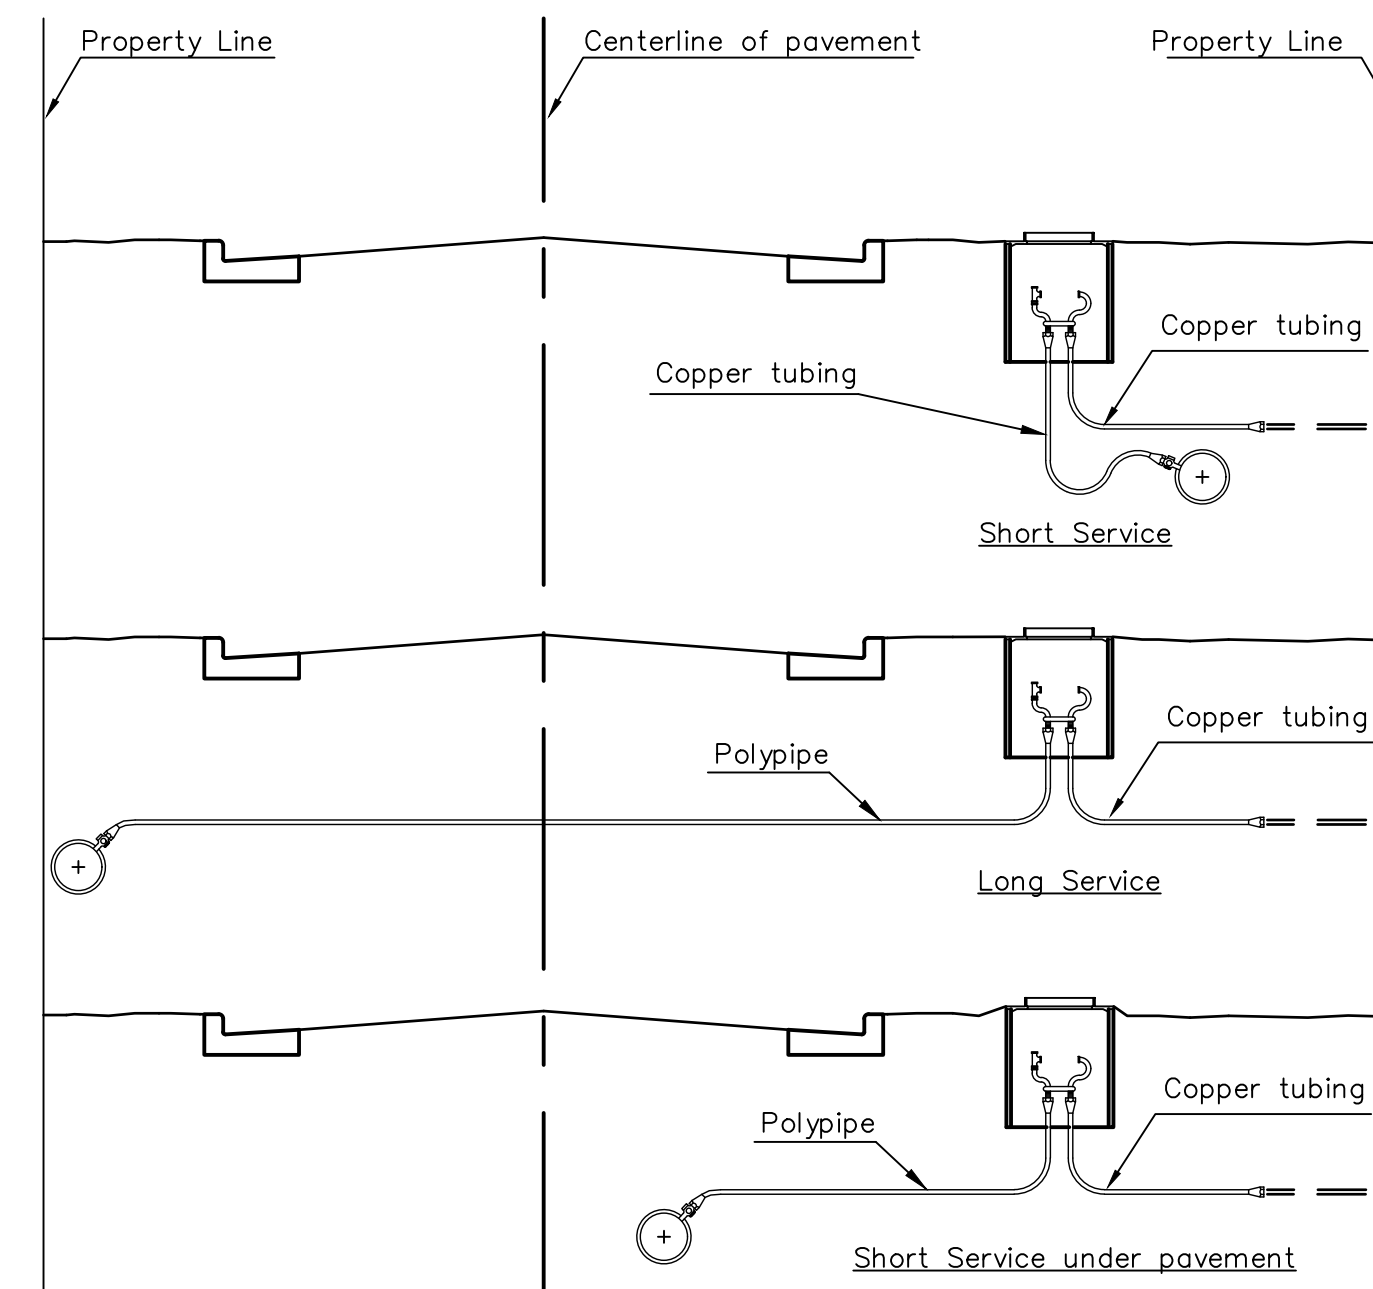 Property Line
Centerline of pavement
Property Line
Copper tubing
Copper tubing
Short Service
Copper tubing
Polypipe
Long Service
Copper tubing
Polypipe
Short Service under pavement